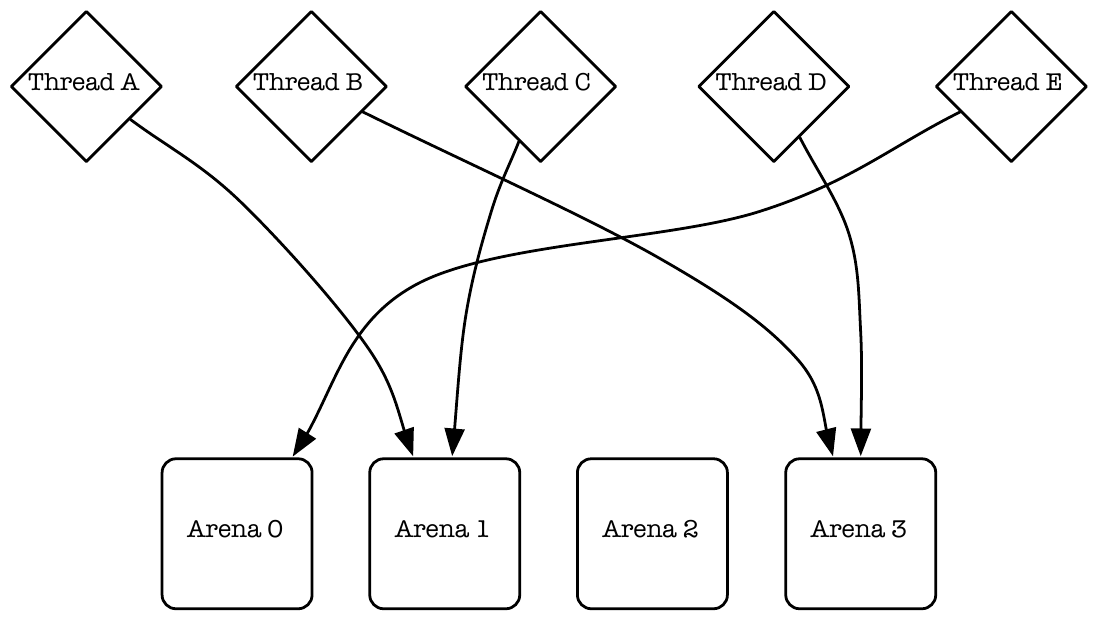 Thread A
Thread B
Thread C
Thread D
Thread E
Arena 0
Arena 1
Arena 2
Arena 3